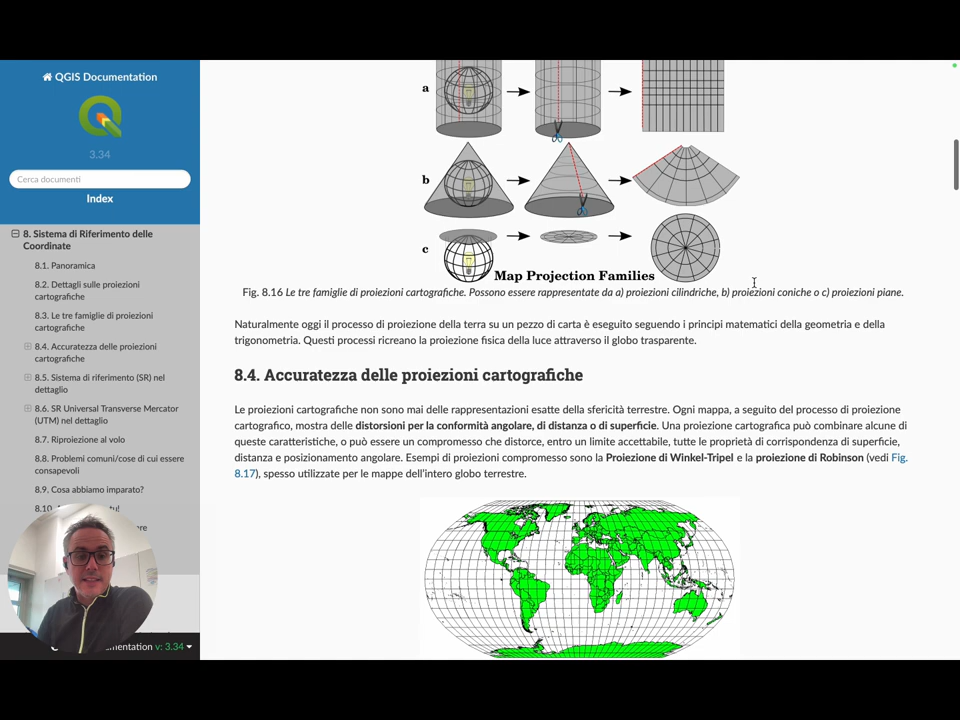 QGIS Documentation
3.34
Cerca documenti
Index
8. Sistema di Riferimento delle
Coordinate
8.1. Panoramica
8.2. Dettagli sulle proiezioni
cartografiche
8.3. Le tre famiglie di proiezioni
cartografiche
8.4. Accuratezza delle proiezioni
cartografiche
8.5. Sistema di riferimento (SR) nel
dettaglio
8.6. SR Universal Transverse Mercator
(UTM) nel dettaglio
8.7. Riproiezione al volo
8.8. Problemi comuni/cose di cui essere
consapevoli
8.9. Cosa abbiamo imparato?
8.10.
v: 3.34
a
b
c
Map Projection Families
Fig. 8.16 Le tre famiglie di proiezioni cartografiche. Possono essere rappresentate da a) proiezioni cilindriche, b) proiezioni coniche o c) proiezioni piane.
Naturalmente oggi il processo di proiezione della terra su un pezzo di carta è eseguito seguendo i principi matematici della geometria e della
trigonometria. Questi processi ricreano la proiezione fisica della luce attraverso il globo trasparente.
8.4. Accuratezza delle proiezioni cartografiche
Le proiezioni cartografiche non sono mai delle rappresentazioni esatte della sfericità terrestre. Ogni mappa, a seguito del processo di proiezione
cartografico, mostra delle distorsioni per la conformità angolare, di distanza o di superficie. Una proiezione cartografica può combinare alcune di
queste caratteristiche, o può essere un compromesso che distorce, entro un limite accettabile, tutte le proprietà di corrispondenza di superficie,
distanza e posizionamento angolare. Esempi di proiezioni compromesso sono la Proiezione di Winkel-Tripel e la proiezione di Robinson (vedi Fig.
8.17), spesso utilizzate per le mappe dell'intero globo terrestre.